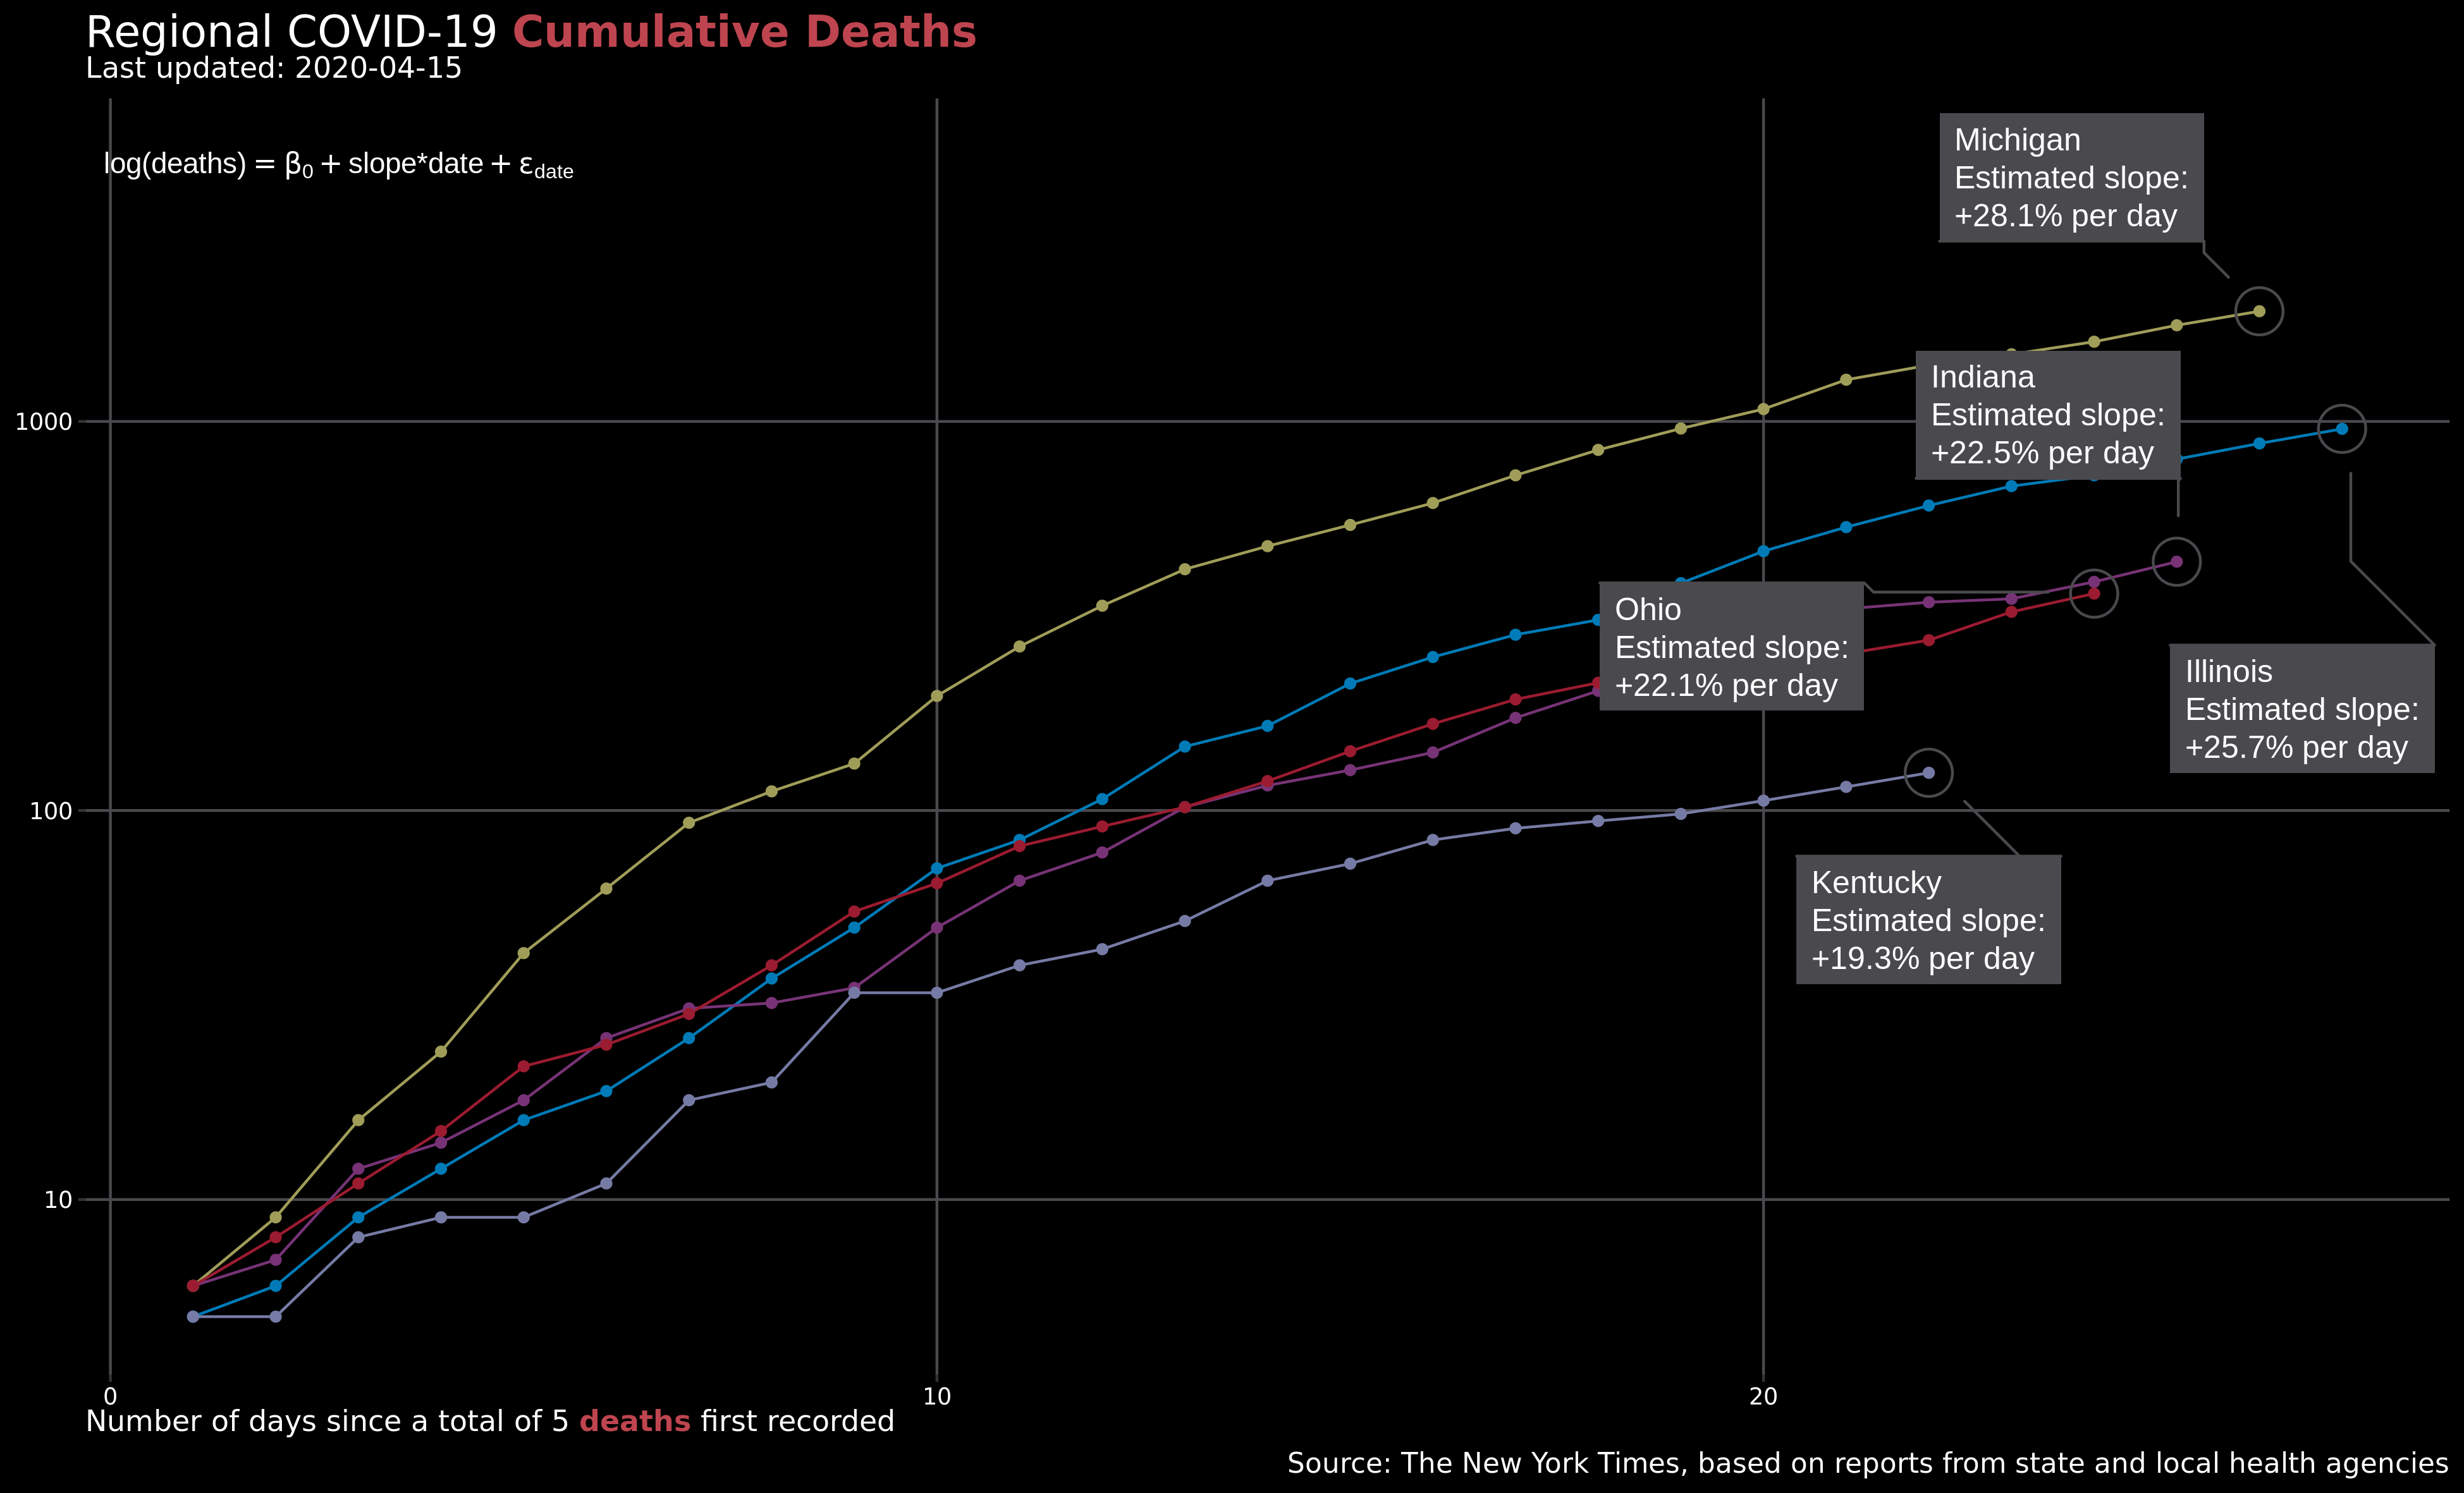 Regional COVID-19 Cumulative Deaths
Last updated: 2020-04-15
log(deaths) = β0 + slope*date + εdate
Michigan
Estimated slope:
+28.1% per day
Indiana
Estimated slope:
+22.5% per day
Ohio
Estimated slope:
+22.1% per day
Illinois
Estimated slope:
+25.7% per day
Kentucky
Estimated slope:
+19.3% per day
1000
100
10
0 10 20
Number of days since a total of 5 deaths first recorded
Source: The New York Times, based on reports from state and local health agencies